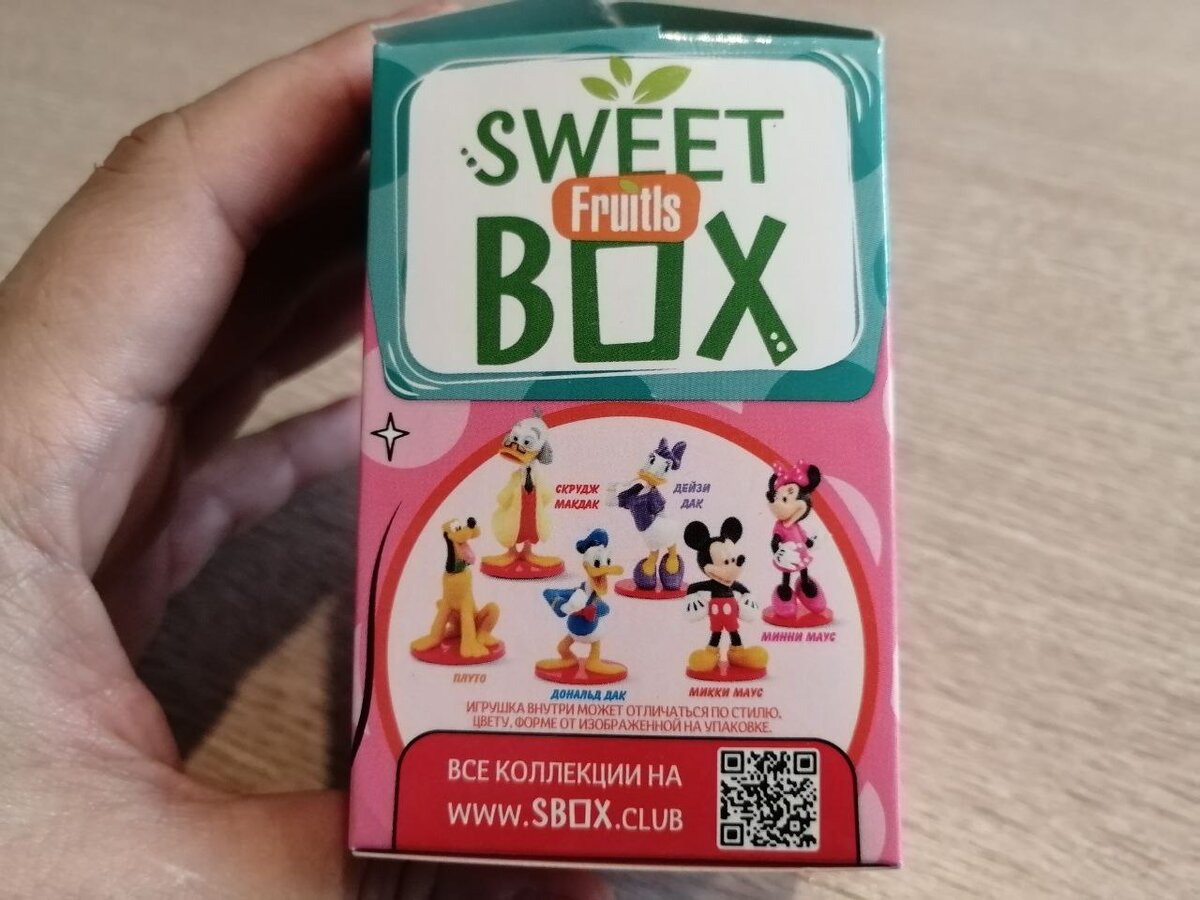 SWEET
Fruitls
BOX
СКРУДЖ
МАКДАК
ДЕЙЗИ
ДАК
МИННИ МАУС
ПЛУТО
ДОНАЛЬД ДАК
МИККИ МАУС
ИГРУШКА ВНУТРИ МОЖЕТ ОТЛИЧАТЬСЯ ПО СТИЛЮ,
ЦВЕТУ, ФОРМЕ ОТ ИЗОБРАЖЕННОЙ НА УПАКОВКЕ.
ВСЕ КОЛЛЕКЦИИ НА
WWW.SBOX.CLUB